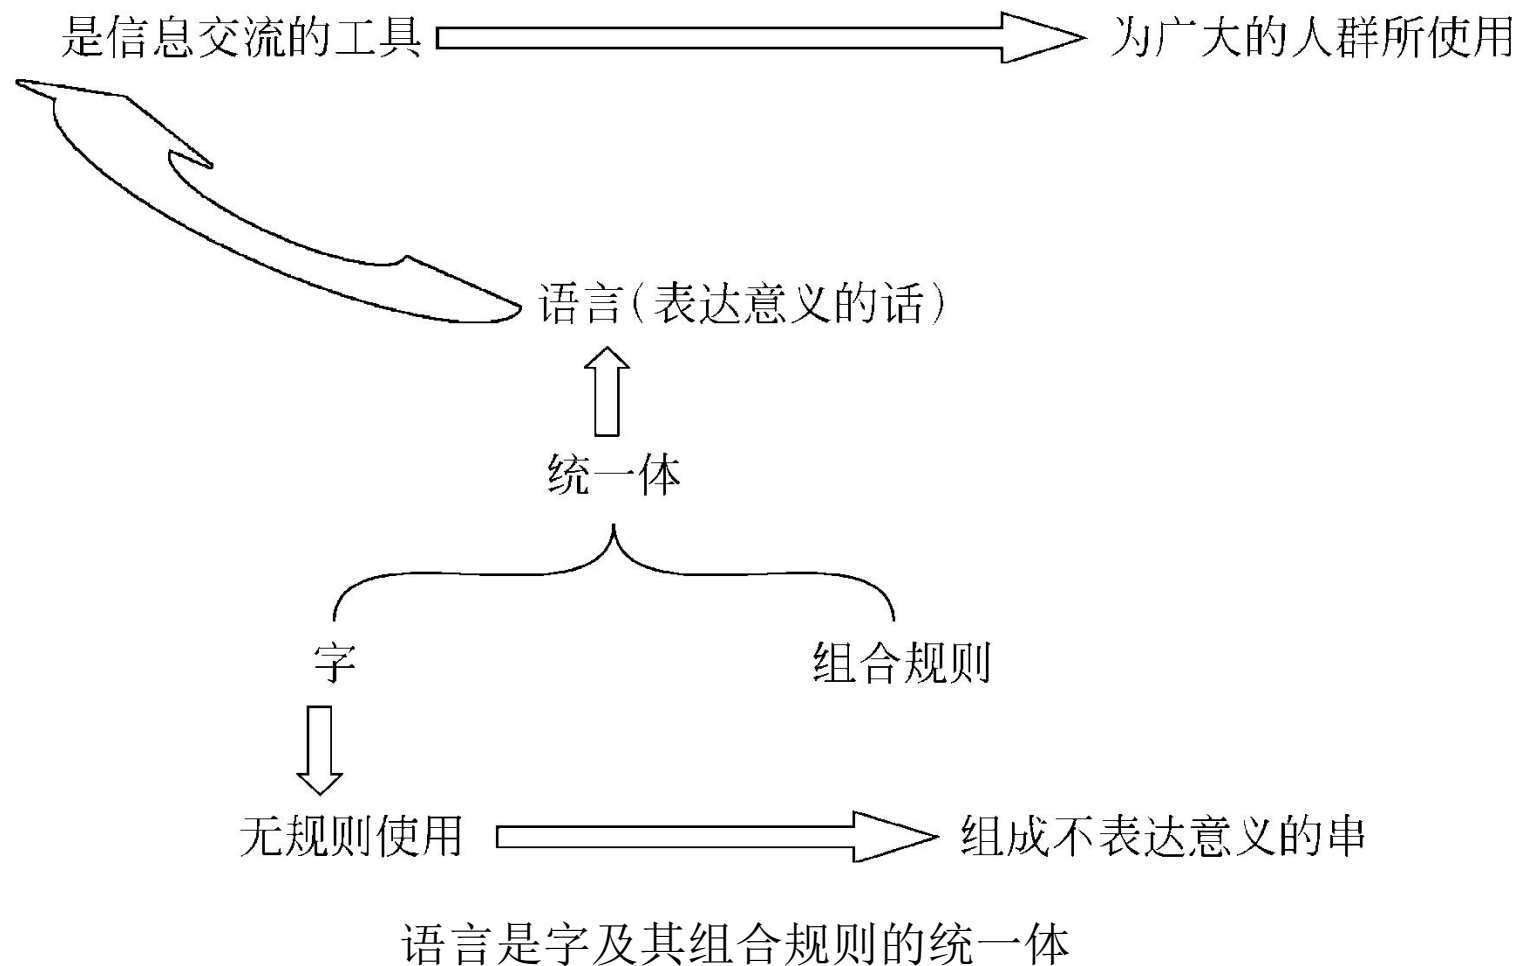 是信息交流的工具 为广大的人群所使用
语言(表达意义的话)
统一体
字 组合规则
无规则使用 组成不表达意义的串
语言是字及其组合规则的统一体